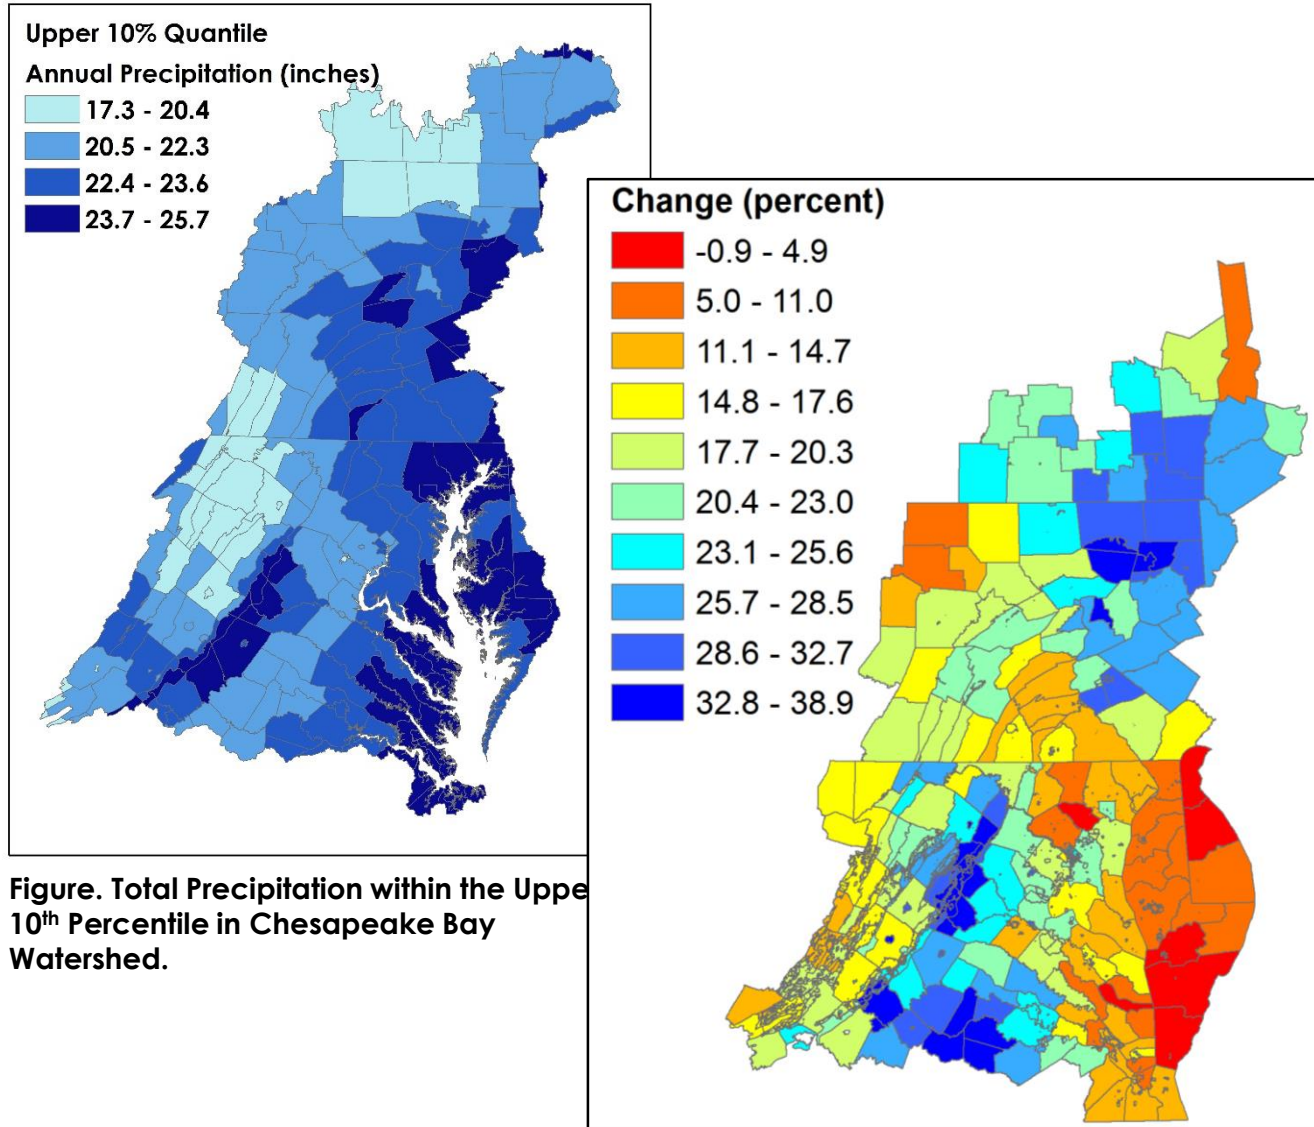 Upper 10% Quantile
Annual Precipitation (inches)
17.3 - 20.4
20.5 - 22.3
22.4 - 23.6
23.7 - 25.7
Figure. Total Precipitation within the Uppe
10th Percentile in Chesapeake Bay
Watershed.
Change (percent)
-0.9 - 4.9
5.0 - 11.0
11.1 - 14.7
14.8 - 17.6
17.7 - 20.3
20.4 - 23.0
23.1 - 25.6
25.7 - 28.5
28.6 - 32.7
32.8 - 38.9